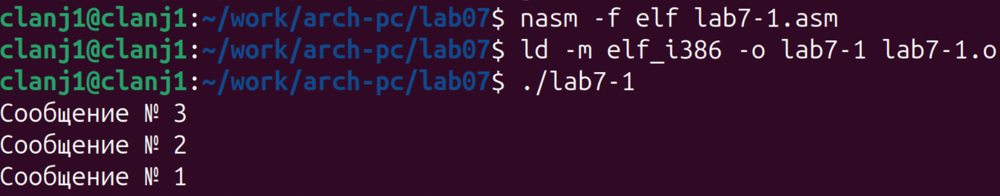 clanj1@clanj1:~/work/arch-pc/lab07$ nasm -f elf lab7-1.asm
clanj1@clanj1:~/work/arch-pc/lab07$ ld -m elf_i386 -o lab7-1 lab7-1.o
clanj1@clanj1:~/work/arch-pc/lab07$ ./lab7-1
Сообщение № 3
Сообщение № 2
Сообщение № 1